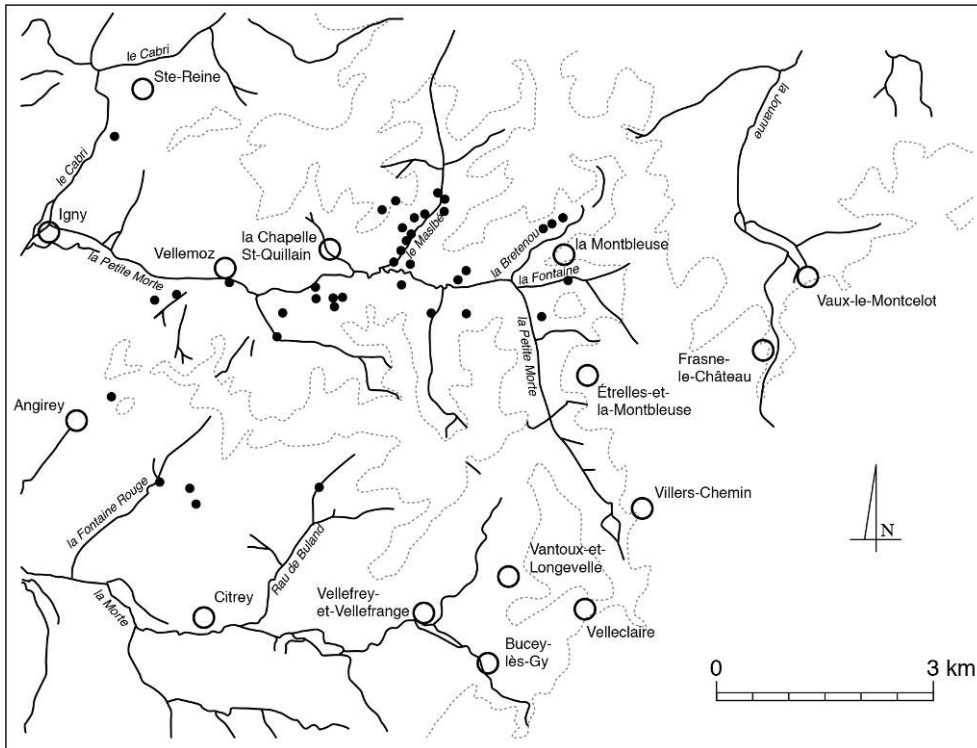 le Cabri
Ste-Reine
la Jouanne
le Cabri
Igny
la Petite Morte
Vellemoz
la Chapelle
St-Quillain
le Maslbé
la Bretenou
la Montbleuse
la Fontaine
Vaux-le-Montcelot
la Petite Morte
Frasne-
le-Château
Étrelles-et-
la-Montbleuse
Angirey
la Fontaine Rouge
Rau de Buland
Villers-Chemin
N
Vantoux-et-
Longevelle
la Morte
Citrey
Vellefrey-
et-Vellefrange
Velleclaire
Bucey-
lès-Gy
0 3 km